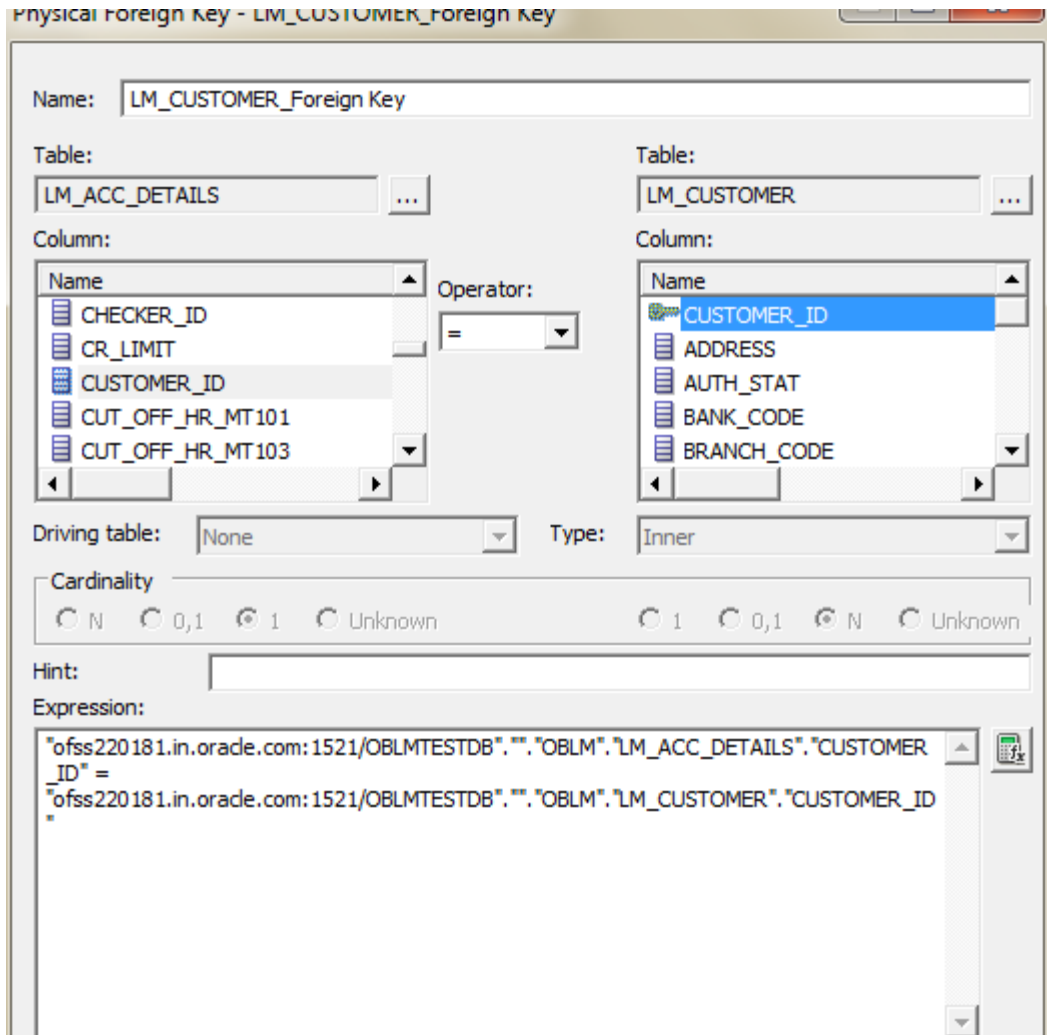 Physical Foreign Key - LM_CUSTOMER_Foreign Key
Name: LM_CUSTOMER_Foreign Key
Table: Table:
LM_ACC_DETAILS ... LM_CUSTOMER ...
Column: Column:
Name Operator: Name
CHECKER_ID CUSTOMER_ID
CR_LIMIT = ADDRESS
CUSTOMER_ID AUTH_STAT
CUT_OFF_HR_MT101 BANK_CODE
CUT_OFF_HR_MT103 BRANCH_CODE
Driving table: None Type: Inner
Cardinality
N 0,1 1 Unknown 1 0,1 N Unknown
Hint:
Expression:
"ofss220181.in.oracle.com:1521/OBLMTESTDB".""."OBLM"."LM_ACC_DETAILS"."CUSTOMER
_ID" =
"ofss220181.in.oracle.com:1521/OBLMTESTDB".""."OBLM"."LM_CUSTOMER"."CUSTOMER_ID
"
fx